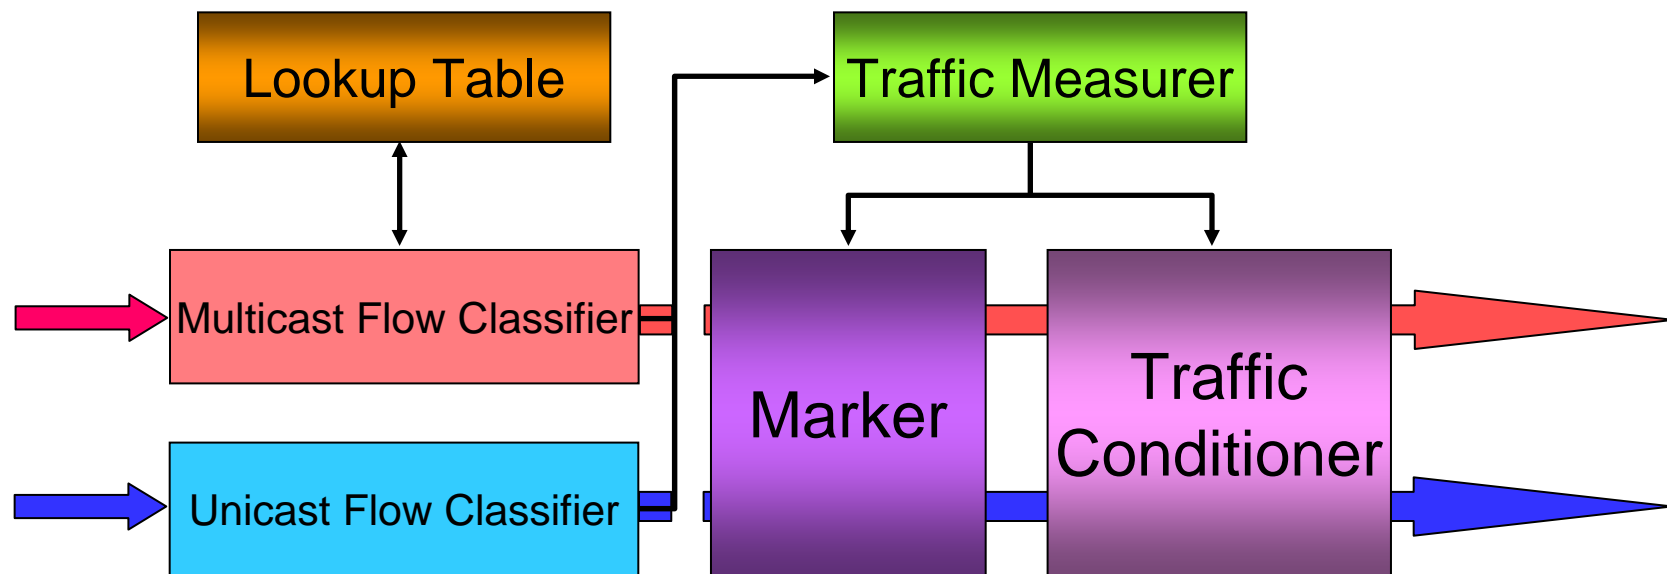 Lookup Table
Traffic Measurer
Multicast Flow Classifier
Marker
Traffic
Conditioner
Unicast Flow Classifier